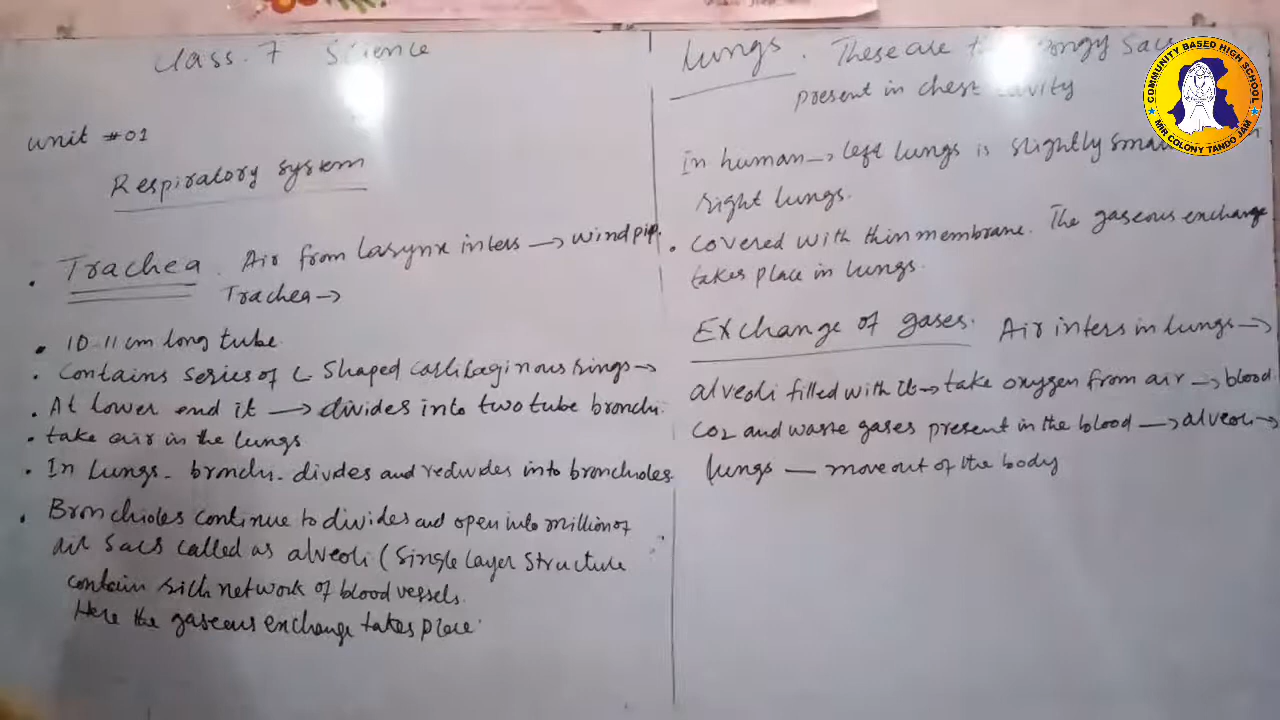 Class. 7 Science
Unit #01
Respiratory system
. Trachea. Air from Larynx inters → windpip.
Trachea →
• 10-11 cm long tube.
. Contains series of C Shaped cartilaginous rings →
. At lower end it → divides into two tube bronchi.
. take air in the lungs
. In Lungs - bronchi - divides and redivides into bronchioles
. Bronchioles continue to divides and open into million of
air sacs called as alveoli (Single layer Structure
contain rich network of blood vessels.
Here the gaseous exchange takes place.
Lungs. These are spongy Sacs
present in chest cavity
In human → left lungs is slightly
right lungs.
. covered with thin membrane. The gaseous exchange
takes place in lungs.
Exchange of gases. Air inters in lungs →
alveoli filled with it → take oxygen from air → blood.
CO2 and waste gases present in the blood → alveoli →
lungs — move out of the body
COMMUNITY BASED HIGH SCHOOL
MIR COLONY TANDO JAM